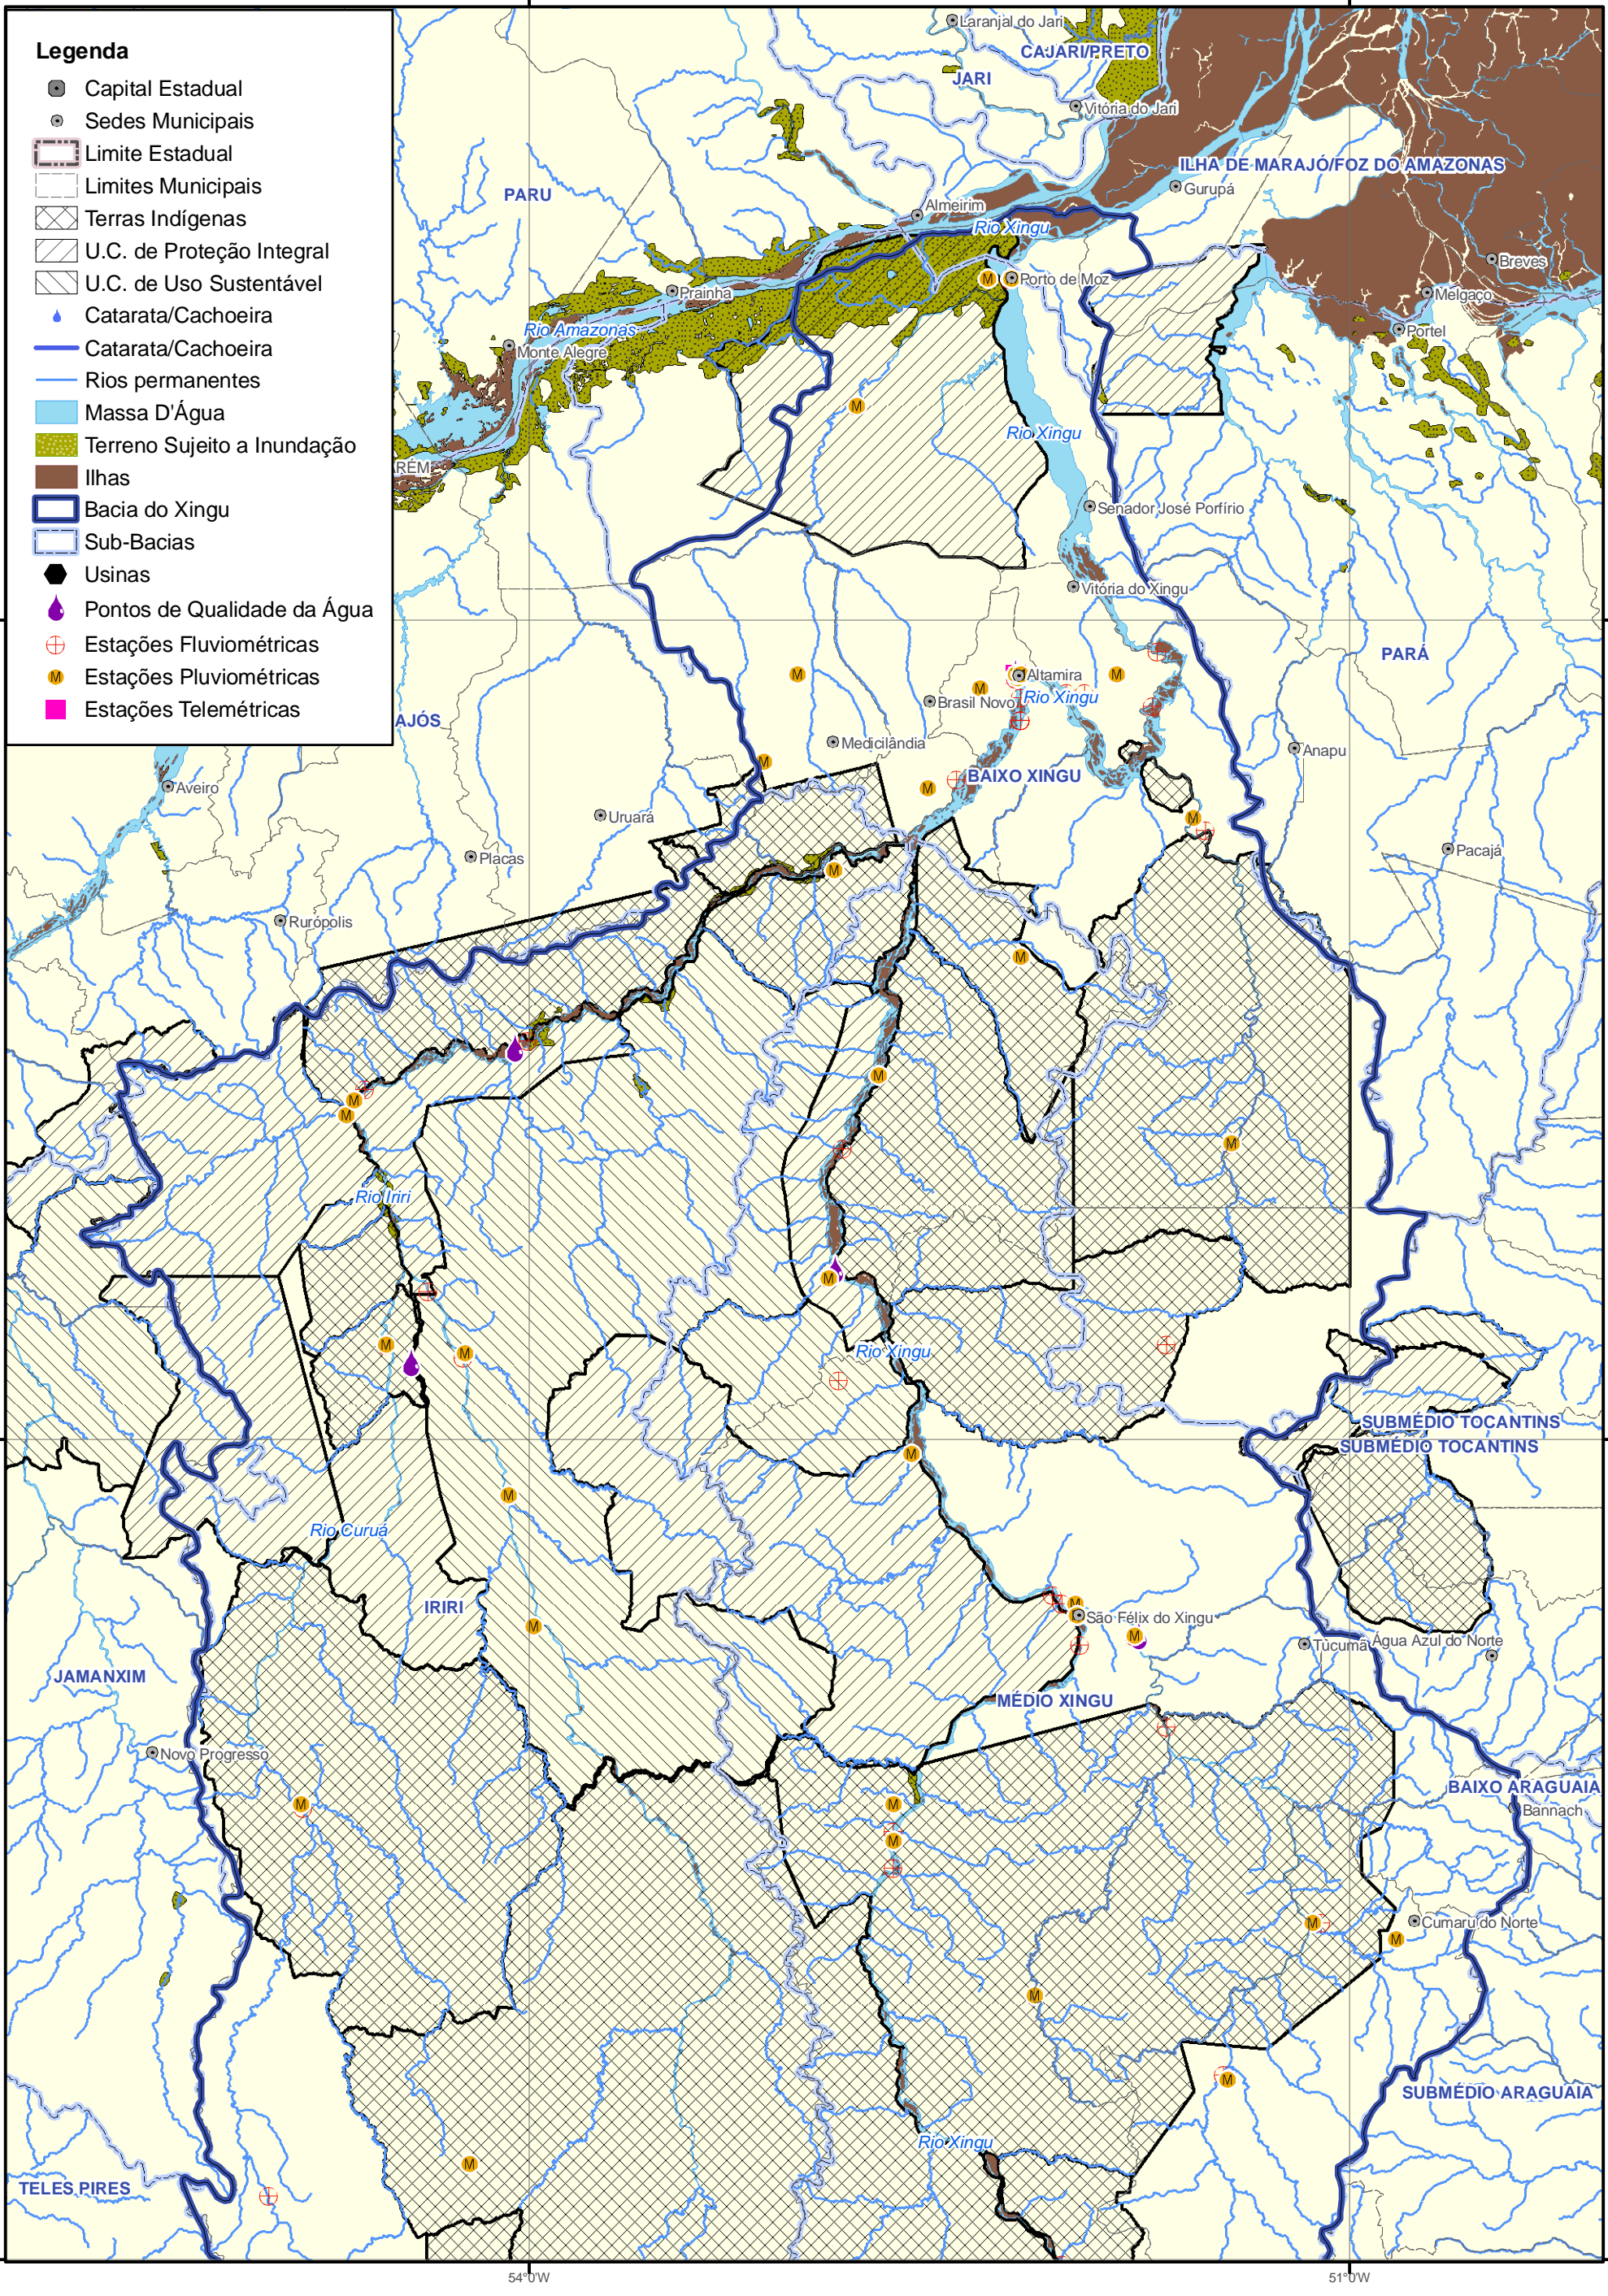 Legenda
Capital Estadual
Sedes Municipais
Limite Estadual
Limites Municipais
Terras Indígenas
U.C. de Proteção Integral
U.C. de Uso Sustentável
Catarata/Cachoeira
Catarata/Cachoeira
Rios permanentes
Massa D'Água
Terreno Sujeito a Inundação
Ilhas
Bacia do Xingu
Sub-Bacias
Usinas
Pontos de Qualidade da Água
Estações Fluviométricas
M Estações Pluviométricas
Estações Telemétricas
Laranjal do Jari
CAJARI/PRETO
JARI
Vitória do Jari
ILHA DE MARAJÓ/FOZ DO AMAZONAS
Gurupá
PARU
Almeirim
Rio Xingu
Breves
Porto de Moz
Prainha
Melgaço
Rio Amazonas
Portel
Monte Alegre
Rio Xingu
RÉM
Senador José Porfírio
Vitória do Xingu
PARÁ
Altamira
Rio Xingu
Brasil Novo
AJÓS
Medicilândia
Anapu
BAIXO XINGU
Aveiro
Uruará
Pacajá
Placas
Rurópolis
Rio Iriri
Rio Xingu
SUBMÉDIO TOCANTINS
SUBMÉDIO TOCANTINS
Rio Curuá
IRIRI
São Félix do Xingu
Tucumã
Água Azul do Norte
JAMANXIM
MÉDIO XINGU
Novo Progresso
BAIXO ARAGUAIA
Bannach
Cumaru do Norte
SUBMÉDIO ARAGUAIA
Rio Xingu
TELES PIRES
54°0'W
51°0'W